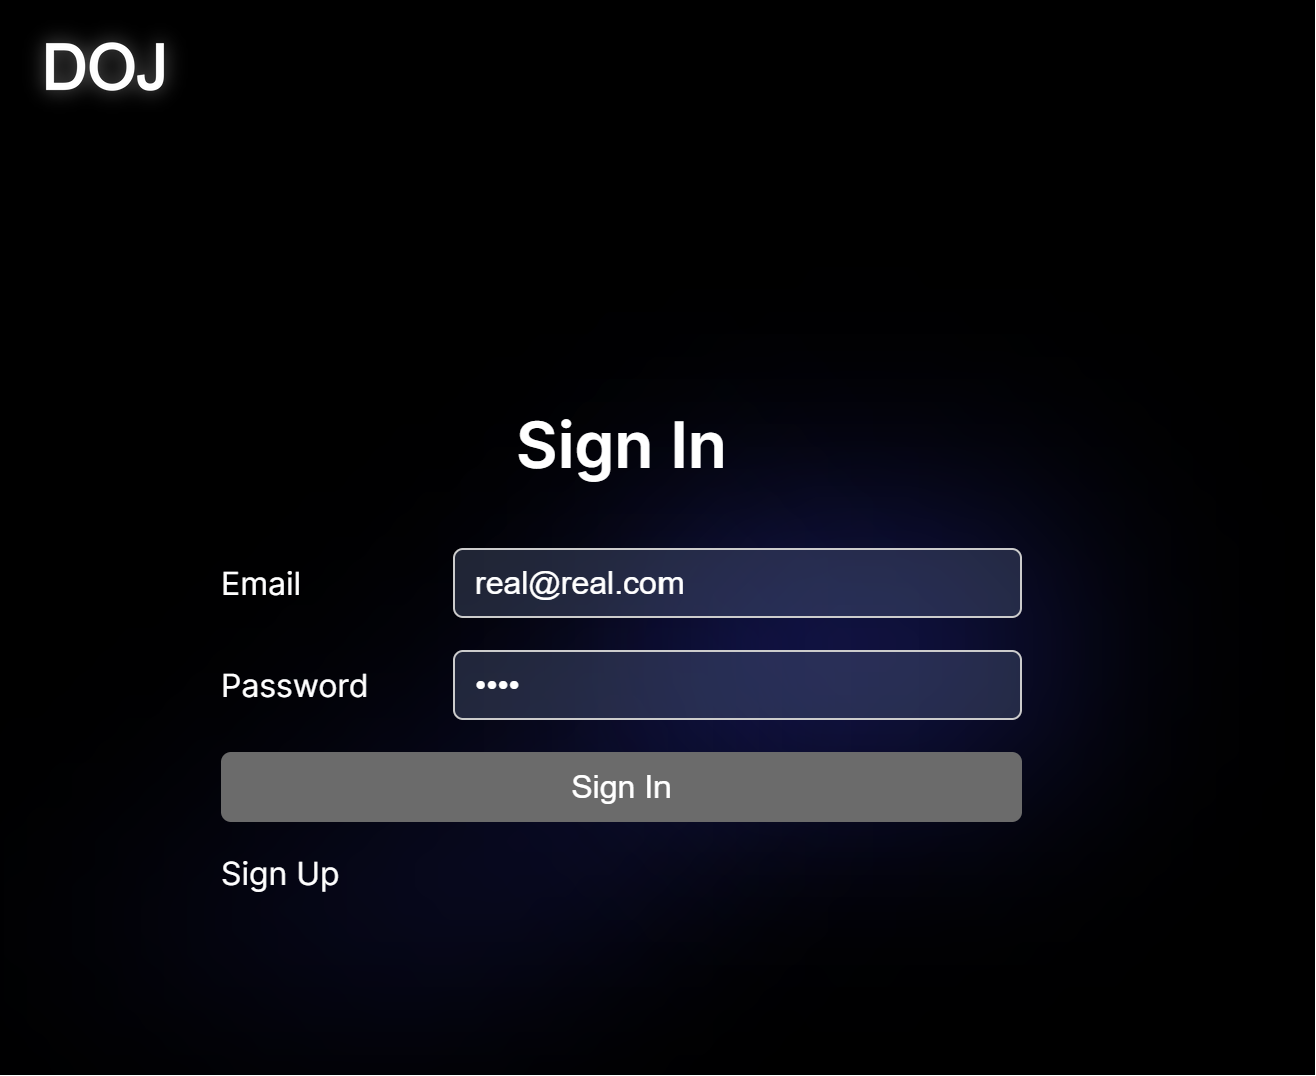 DOJ
Sign In
Email
real@real.com
Password
••••
Sign In
Sign Up